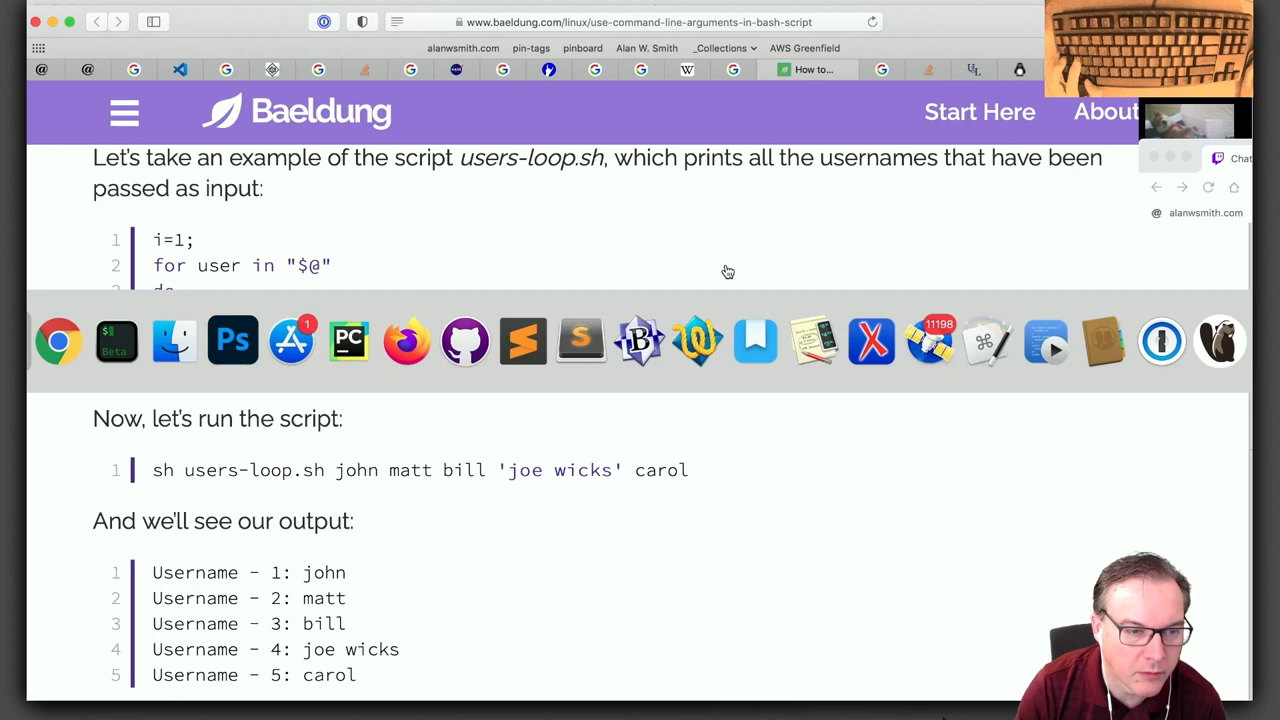 www.baeldung.com/linux/use-command-line-arguments-in-bash-script
alanwsmith.com pin-tags pinboard Alan W. Smith _Collections AWS Greenfield
How to...
Baeldung
Start Here About
Chat
alanwsmith.com
Let's take an example of the script users-loop.sh, which prints all the usernames that have been
passed as input:
1 i=1;
2 for user in "$@"
$
Beta
Ps
1
PC
S
B
11198
Now, let's run the script:
1 sh users-loop.sh john matt bill 'joe wicks' carol
And we'll see our output:
1 Username - 1: john
2 Username - 2: matt
3 Username - 3: bill
4 Username - 4: joe wicks
5 Username - 5: carol